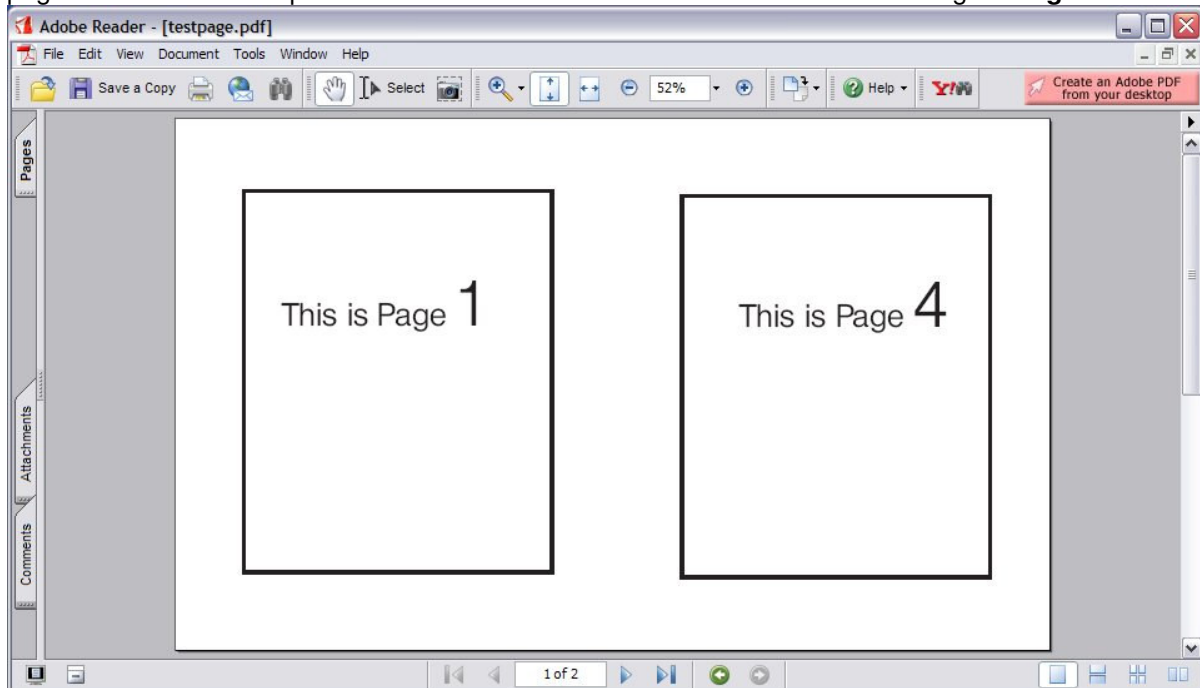 Adobe Reader - [testpage.pdf]
File Edit View Document Tools Window Help
Save a Copy Select 52% Help Y! Create an Adobe PDF
from your desktop
Pages
This is Page 1
This is Page 4
Attachments
Comments
1 of 2